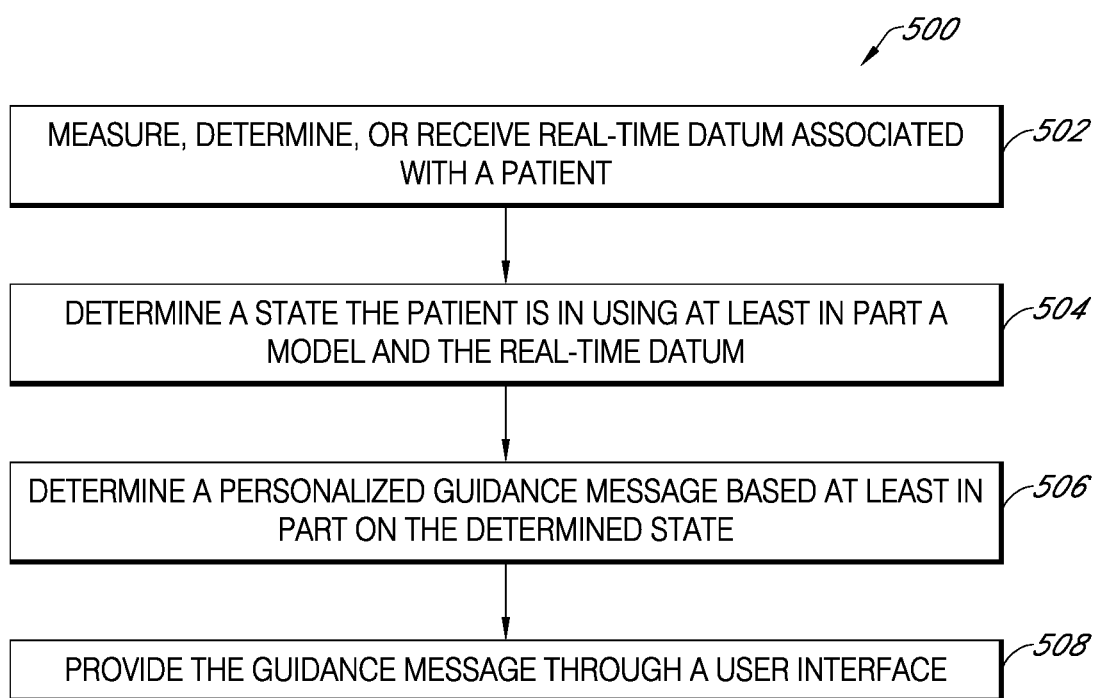 500
MEASURE, DETERMINE, OR RECEIVE REAL-TIME DATUM ASSOCIATED
WITH A PATIENT
502
DETERMINE A STATE THE PATIENT IS IN USING AT LEAST IN PART A
MODEL AND THE REAL-TIME DATUM
504
DETERMINE A PERSONALIZED GUIDANCE MESSAGE BASED AT LEAST IN
PART ON THE DETERMINED STATE
506
PROVIDE THE GUIDANCE MESSAGE THROUGH A USER INTERFACE
508